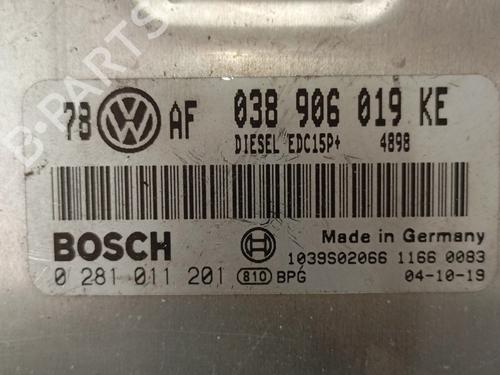 B-PARTS
78 AF 038 906 019 KE
DIESEL EDC15P+ 4898
BOSCH
Made in Germany
1039S02066 1166 0083
0 281 011 201 810 BPG 04-10-19